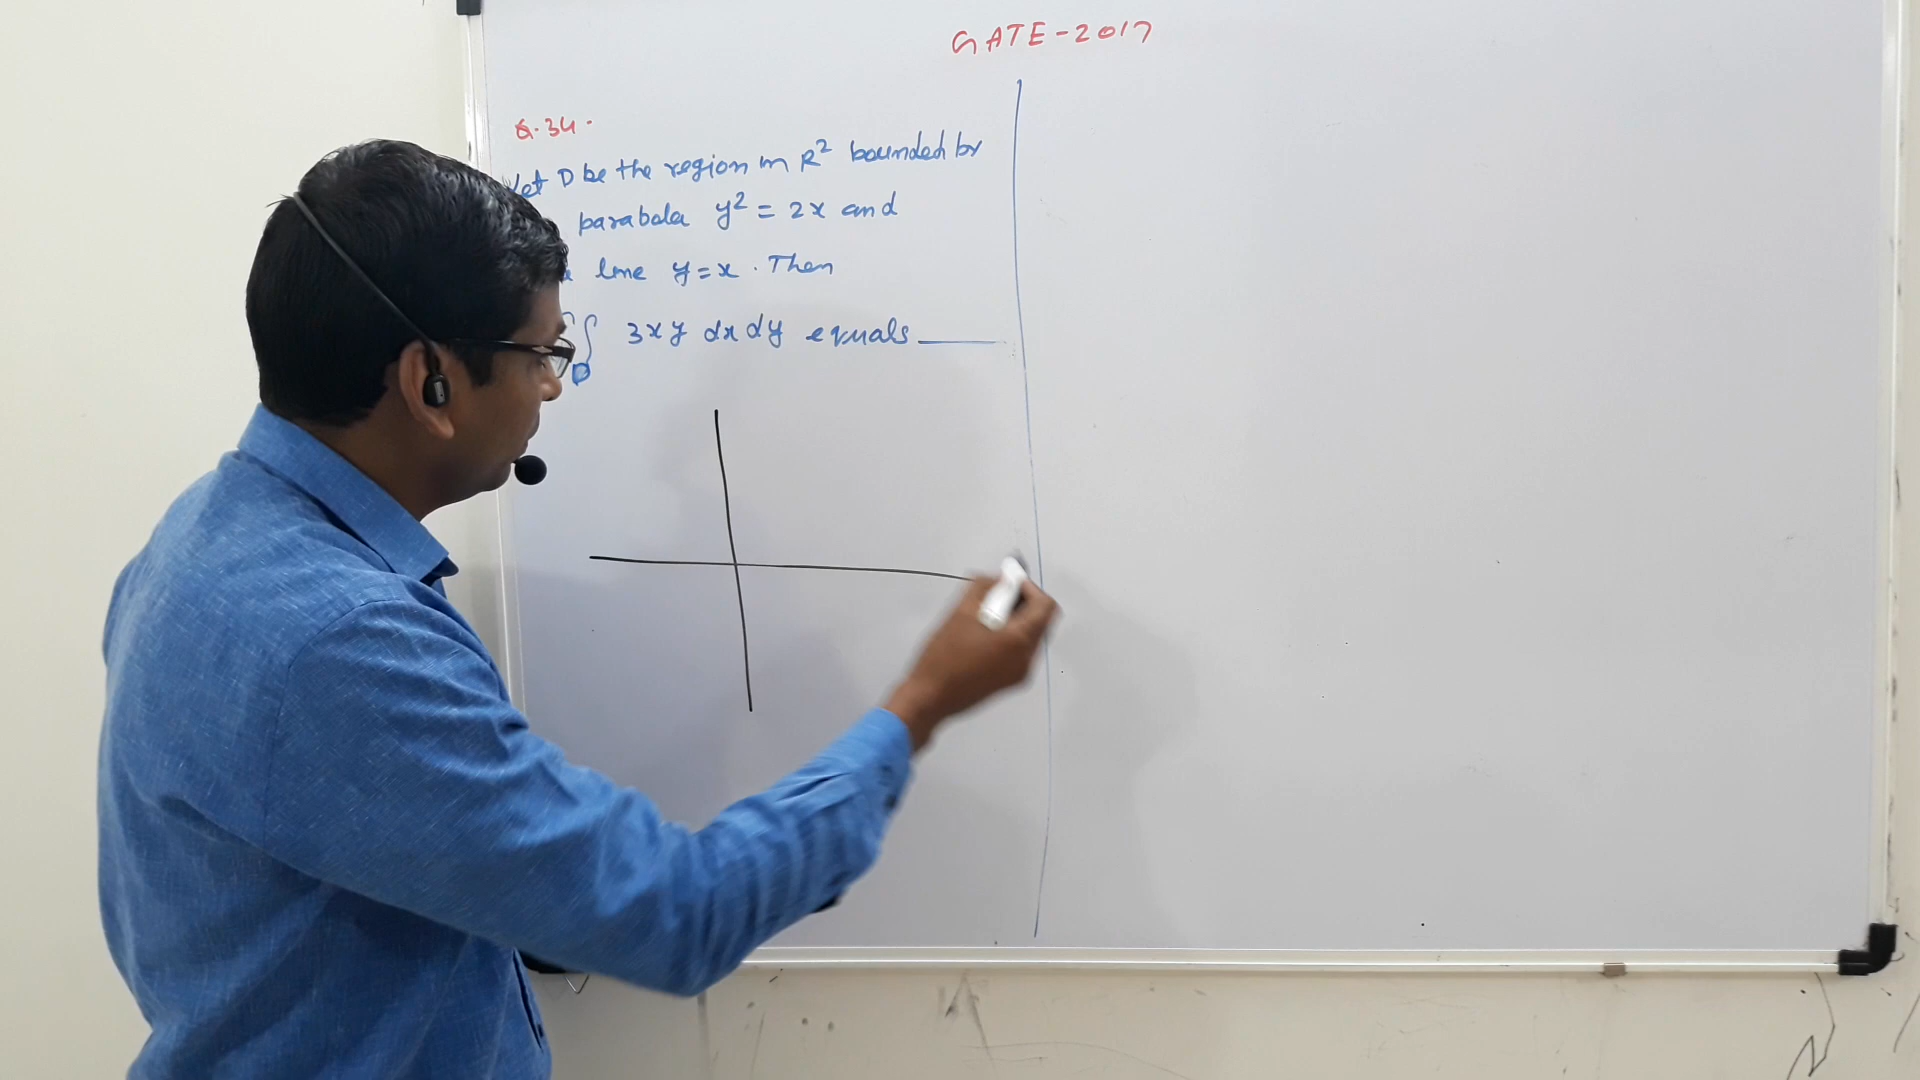 GATE-2017
Q.34.
Let D be the region in R² bounded by
parabola y² = 2x and
line y=x. Then
∫ 3xy dx dy equals ____
D